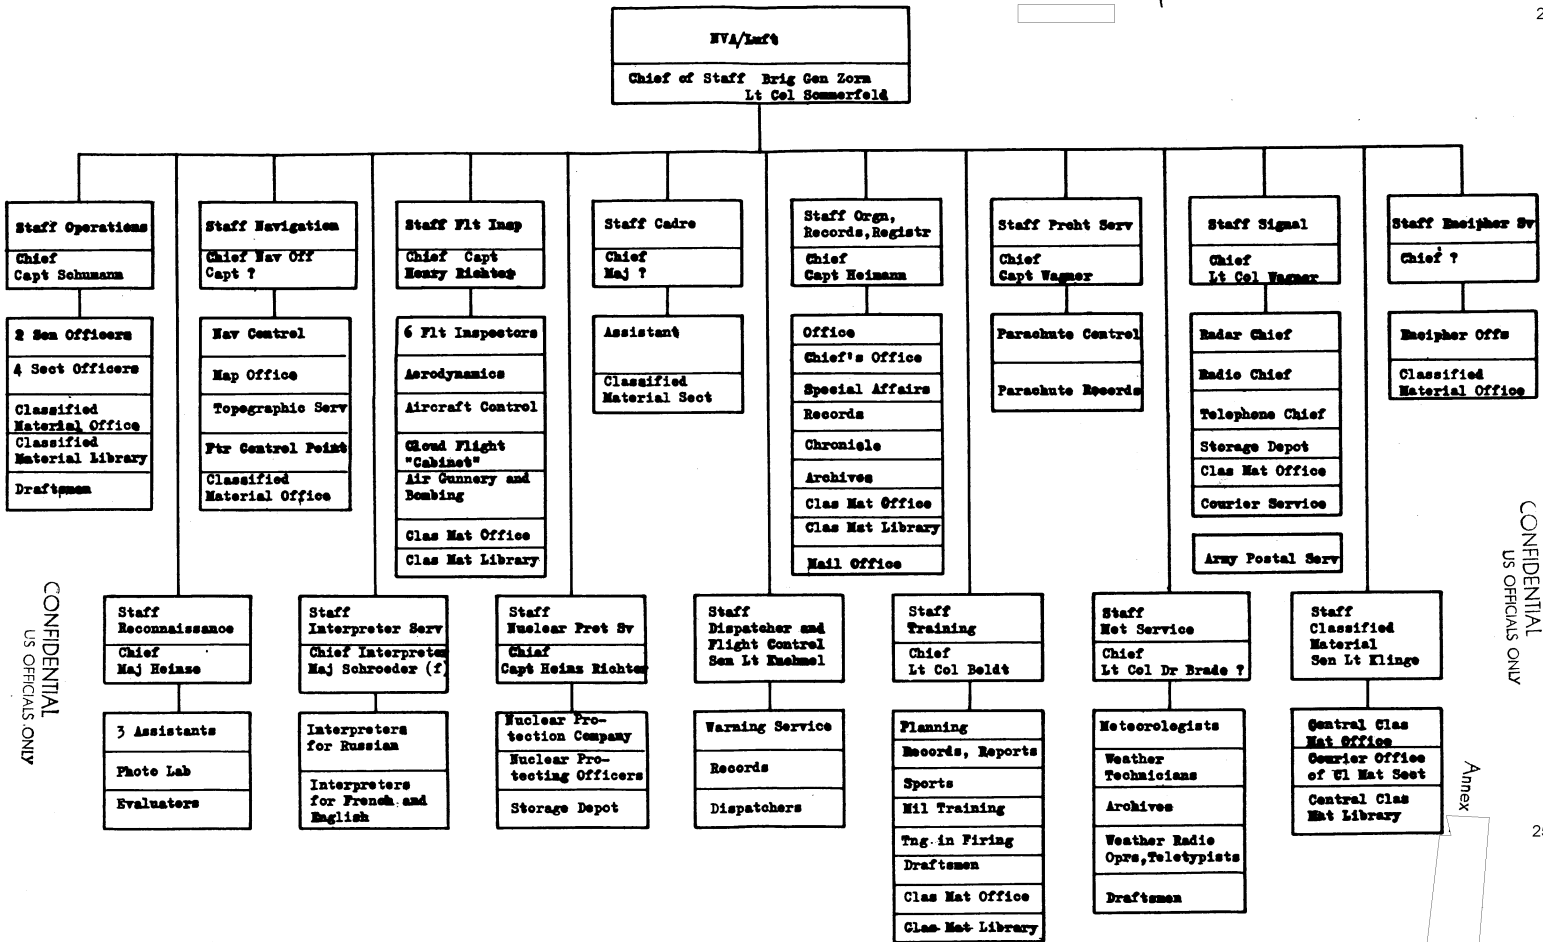 2
NVA/Luft
Chief of Staff Brig Gen Zorn
Lt Col Sommerfeld
Staff Operations
Chief
Capt Schumann
2 Sen Officers
4 Sect Officers
Classified
Material Office
Classified
Material Library
Draftsmen
Staff Navigation
Chief Nav Off
Capt ?
Nav Control
Map Office
Topographic Serv
Ftr Control Point
Classified
Material Office
Staff Flt Insp
Chief Capt
Henry Richter
6 Flt Inspectors
Aerodynamics
Aircraft Control
Cloud Flight
"Cabinet"
Air Gunnery and
Bombing
Clas Mat Office
Clas Mat Library
Staff Cadre
Chief
Maj ?
Assistant
Classified
Material Sect
Staff Orgn,
Records,Registr
Chief
Capt Heimann
Office
Chief's Office
Special Affairs
Records
Chronicle
Archives
Clas Mat Office
Clas Mat Library
Mail Office
Staff Prcht Serv
Chief
Capt Wagner
Parachute Control
Parachute Records
Staff Signal
Chief
Lt Col Wagner
Radar Chief
Radio Chief
Telephone Chief
Storage Depot
Clas Mat Office
Courier Service
Army Postal Serv
Staff Encipher Sv
Chief ?
Encipher Offs
Classified
Material Office
CONFIDENTIAL
US OFFICIALS ONLY
CONFIDENTIAL
US OFFICIALS ONLY
Staff
Reconnaissance
Chief
Maj Heinze
3 Assistants
Photo Lab
Evaluators
Staff
Interpreter Serv
Chief Interpreter
Maj Schroeder (f)
Interpreters
for Russian
Interpreters
for French and
English
Staff
Nuclear Prot Sv
Chief
Capt Heinz Richter
Nuclear Pro-
tection Company
Nuclear Pro-
tecting Officers
Storage Depot
Staff
Dispatcher and
Flight Control
Sen Lt Kuehmel
Warning Service
Records
Dispatchers
Staff
Training
Chief
Lt Col Beldt
Planning
Records, Reports
Sports
Mil Training
Tng in Firing
Draftsmen
Clas Mat Office
Clas Mat Library
Staff
Met Service
Chief
Lt Col Dr Brade ?
Meteorologists
Weather
Technicians
Archives
Weather Radio
Oprs,Teletypists
Draftsmen
Staff
Classified
Material
Sen Lt Klinge
Central Clas
Mat Office
Courier Office
of Cl Mat Sect
Central Clas
Mat Library
Annex